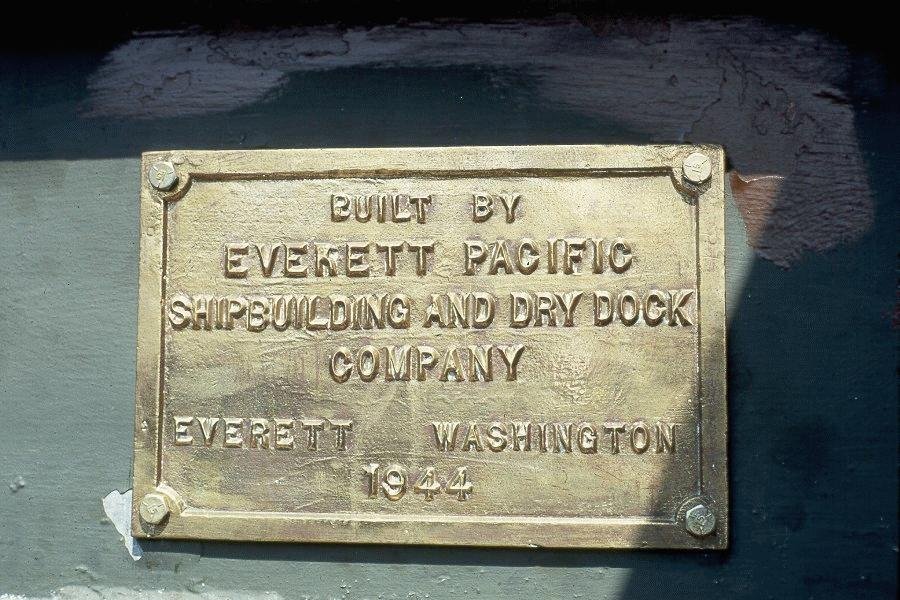 BUILT BY
EVERETT PACIFIC
SHIPBUILDING AND DRY DOCK
COMPANY
EVERETT WASHINGTON
1944